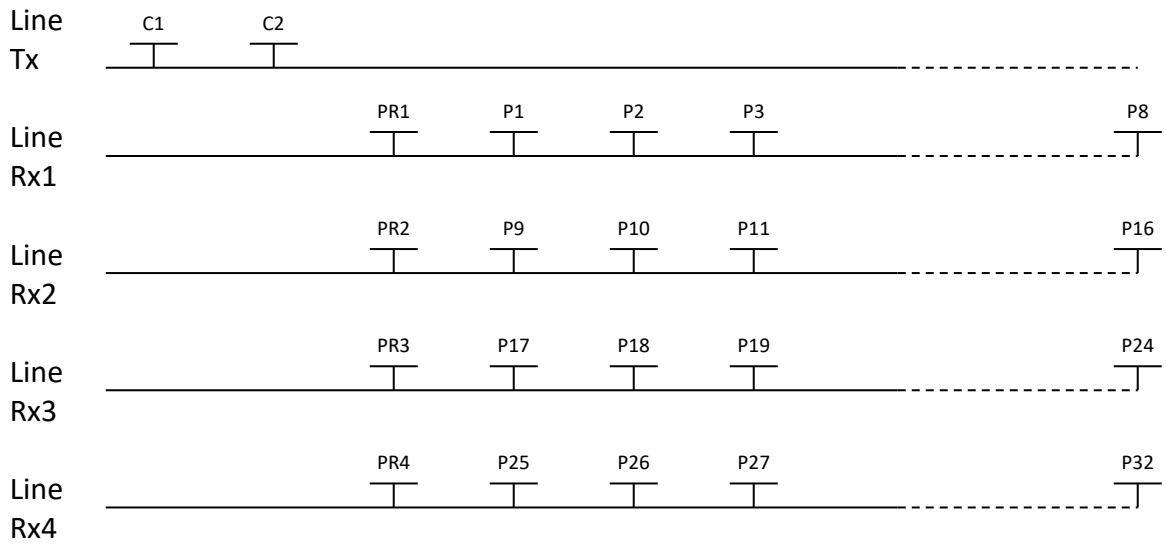 Line Tx
C1 C2
Line Rx1
PR1 P1 P2 P3 P8
Line Rx2
PR2 P9 P10 P11 P16
Line Rx3
PR3 P17 P18 P19 P24
Line Rx4
PR4 P25 P26 P27 P32